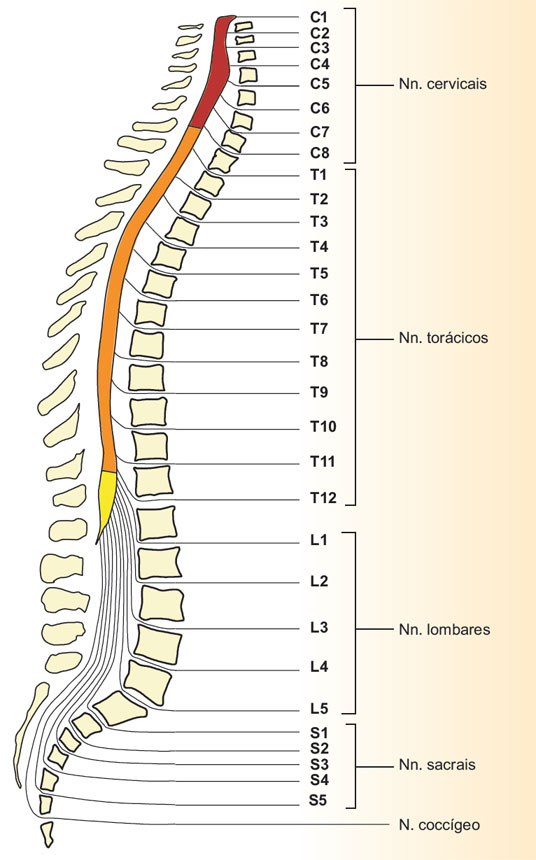 C1
C2
C3
C4
C5
C6
C7
C8
Nn. cervicais
T1
T2
T3
T4
T5
T6
T7
T8
T9
T10
T11
T12
Nn. torácicos
L1
L2
L3
L4
L5
Nn. lombares
S1
S2
S3
S4
S5
Nn. sacrais
N. coccígeo